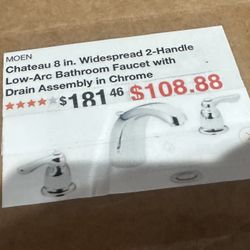 MOEN
Chateau 8 in. Widespread 2-Handle
Low-Arc Bathroom Faucet with
Drain Assembly in Chrome
$181 46 $108.88